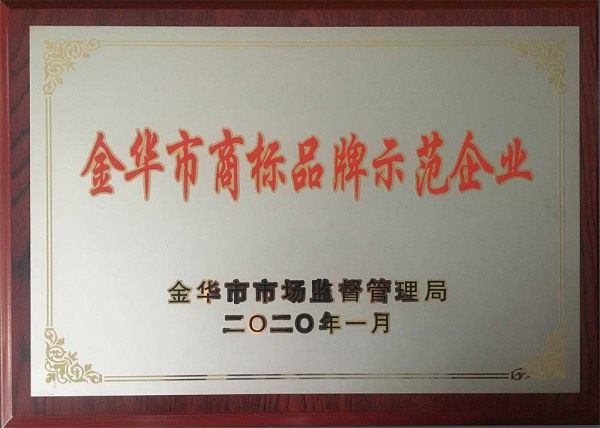 金华市商标品牌示范企业
金华市市场监督管理局
二〇二〇年一月